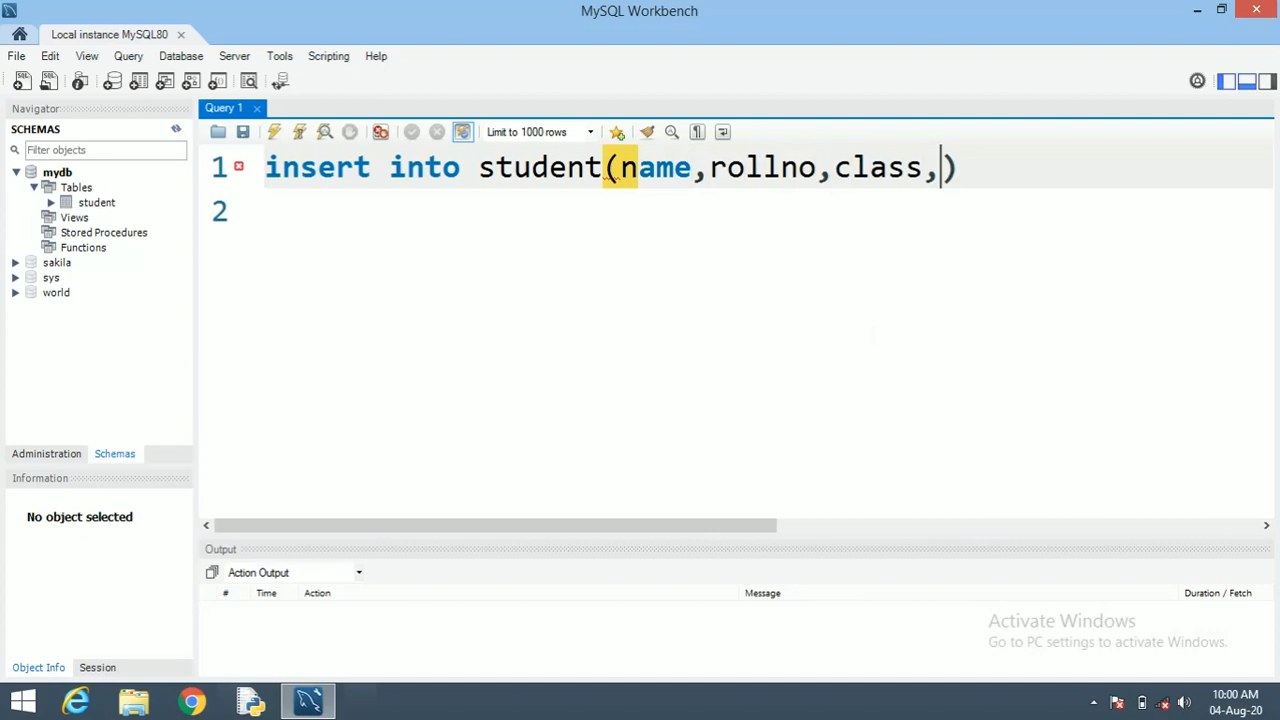 MySQL Workbench
Local instance MySQL80
File Edit View Query Database Server Tools Scripting Help
Navigator
Query 1
SCHEMAS
Limit to 1000 rows
Filter objects
1 insert into student(name,rollno,class,)
2
mydb
Tables
student
Views
Stored Procedures
Functions
sakila
sys
world
Administration Schemas
Information
No object selected
Output
Action Output
# Time Action Message Duration / Fetch
Activate Windows
Go to PC settings to activate Windows.
Object Info Session
10:00 AM
04-Aug-20